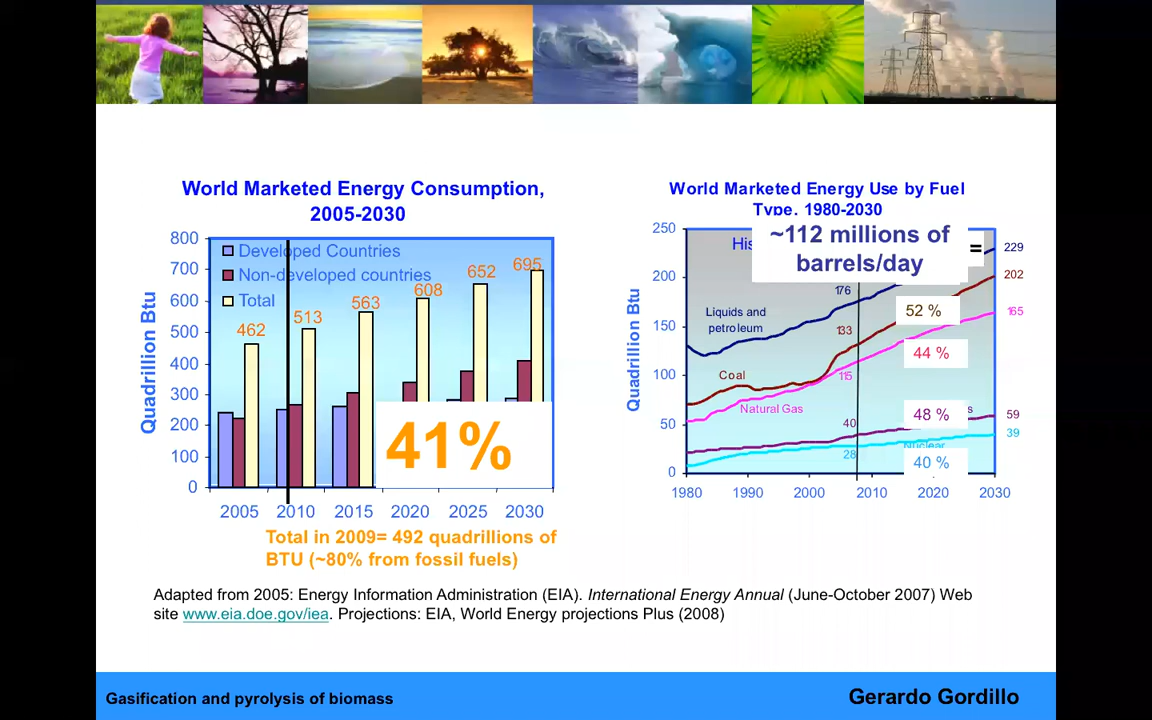 World Marketed Energy Consumption,
2005-2030
Quadrillion Btu
800
700
600
500
400
300
200
100
0
Developed Countries
Non-developed countries
Total
462
513
563
608
652
695
41%
2005 2010 2015 2020 2025 2030
Total in 2009= 492 quadrillions of
BTU (~80% from fossil fuels)
World Marketed Energy Use by Fuel
Type, 1980-2030
Quadrillion Btu
250
200
150
100
50
0
~112 millions of
barrels/day
=
229
202
165
59
39
176
133
115
40
28
Liquids and
petroleum
Coal
Natural Gas
Nuclear
52 %
44 %
48 %
40 %
1980 1990 2000 2010 2020 2030
Adapted from 2005: Energy Information Administration (EIA). International Energy Annual (June-October 2007) Web
site www.eia.doe.gov/iea. Projections: EIA, World Energy projections Plus (2008)
Gasification and pyrolysis of biomass
Gerardo Gordillo